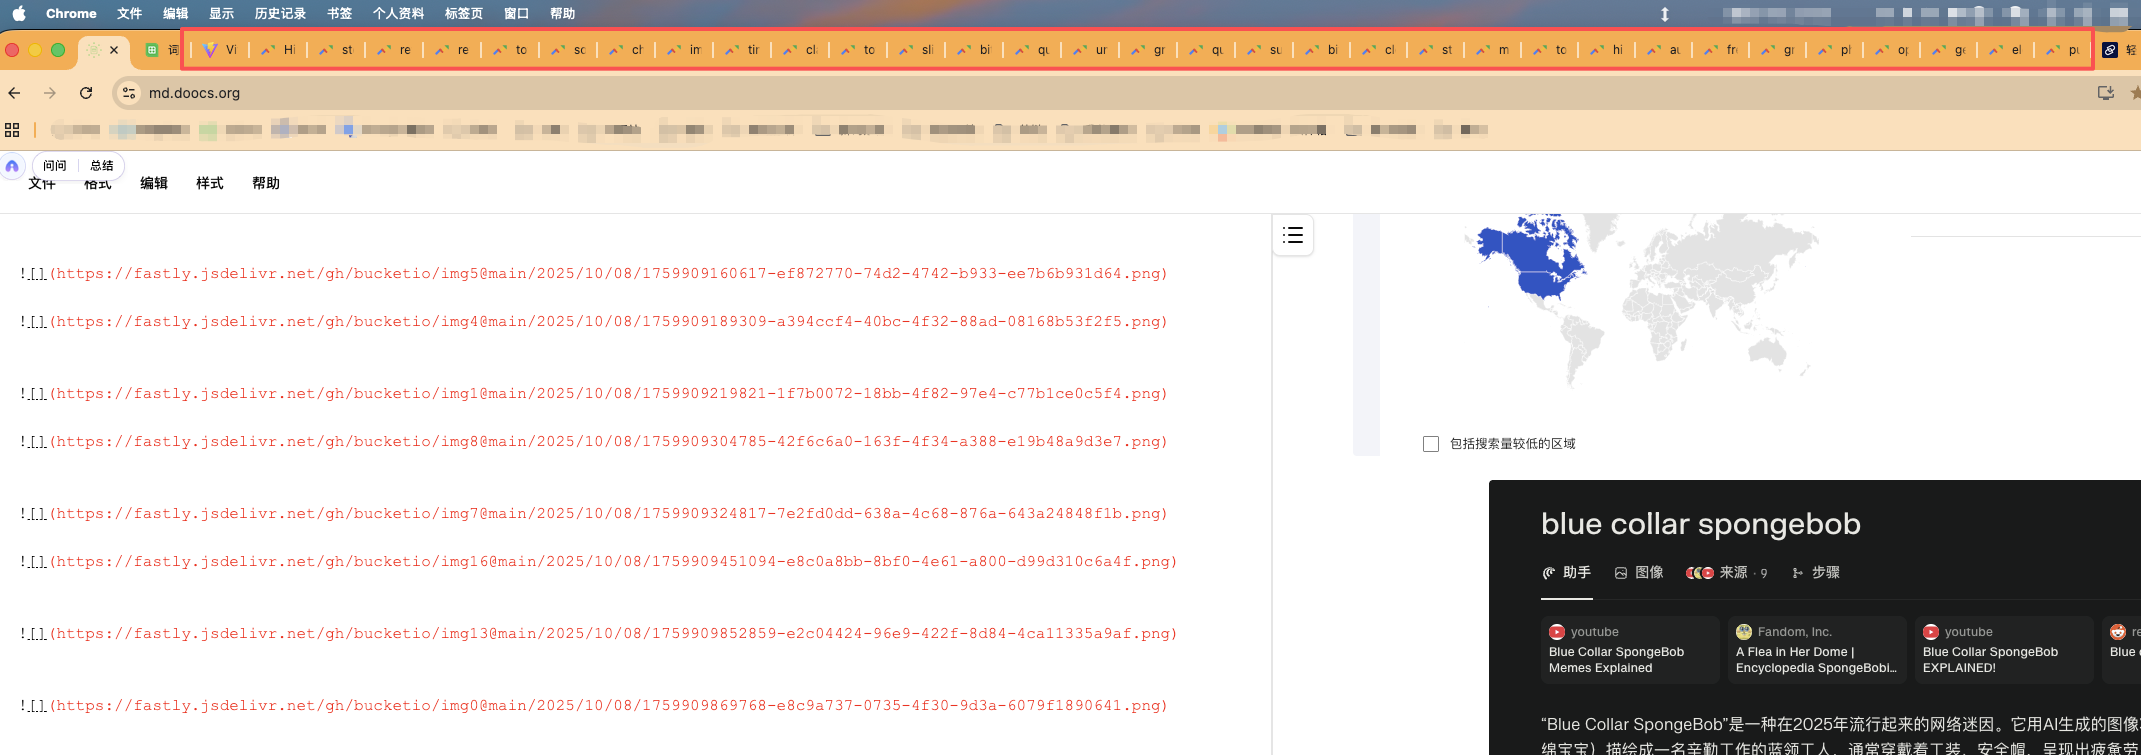 Chrome 文件 编辑 显示 历史记录 书签 个人资料 标签页 窗口 帮助
词 Vi Hi st re re to sc ch im tir cl to sli bi qu ur gr qu su bi cl st m to hi au fr gr pl op ge el pu 轻
md.doocs.org
问问 总结
文件 格式 编辑 样式 帮助
![](https://fastly.jsdelivr.net/gh/bucketio/img5@main/2025/10/08/1759909160617-ef872770-74d2-4742-b933-ee7b6b931d64.png)
![](https://fastly.jsdelivr.net/gh/bucketio/img4@main/2025/10/08/1759909189309-a394ccf4-40bc-4f32-88ad-08168b53f2f5.png)
![](https://fastly.jsdelivr.net/gh/bucketio/img1@main/2025/10/08/1759909219821-1f7b0072-18bb-4f82-97e4-c77b1ce0c5f4.png)
![](https://fastly.jsdelivr.net/gh/bucketio/img8@main/2025/10/08/1759909304785-42f6c6a0-163f-4f34-a388-e19b48a9d3e7.png)
![](https://fastly.jsdelivr.net/gh/bucketio/img7@main/2025/10/08/1759909324817-7e2fd0dd-638a-4c68-876a-643a24848f1b.png)
![](https://fastly.jsdelivr.net/gh/bucketio/img16@main/2025/10/08/1759909451094-e8c0a8bb-8bf0-4e61-a800-d99d310c6a4f.png)
![](https://fastly.jsdelivr.net/gh/bucketio/img13@main/2025/10/08/1759909852859-e2c04424-96e9-422f-8d84-4ca11335a9af.png)
![](https://fastly.jsdelivr.net/gh/bucketio/img0@main/2025/10/08/1759909869768-e8c9a737-0735-4f30-9d3a-6079f1890641.png)
包括搜索量较低的区域
blue collar spongebob
助手 图像 来源 · 9 步骤
youtube
Blue Collar SpongeBob
Memes Explained
Fandom, Inc.
A Flea in Her Dome |
Encyclopedia SpongeBobi...
youtube
Blue Collar SpongeBob
EXPLAINED!
re
Blue
“Blue Collar SpongeBob”是一种在2025年流行起来的网络迷因。它用AI生成的图像
绵宝宝）描绘成一名辛勤工作的蓝领工人，通常穿戴着工装、安全帽，呈现出疲惫劳